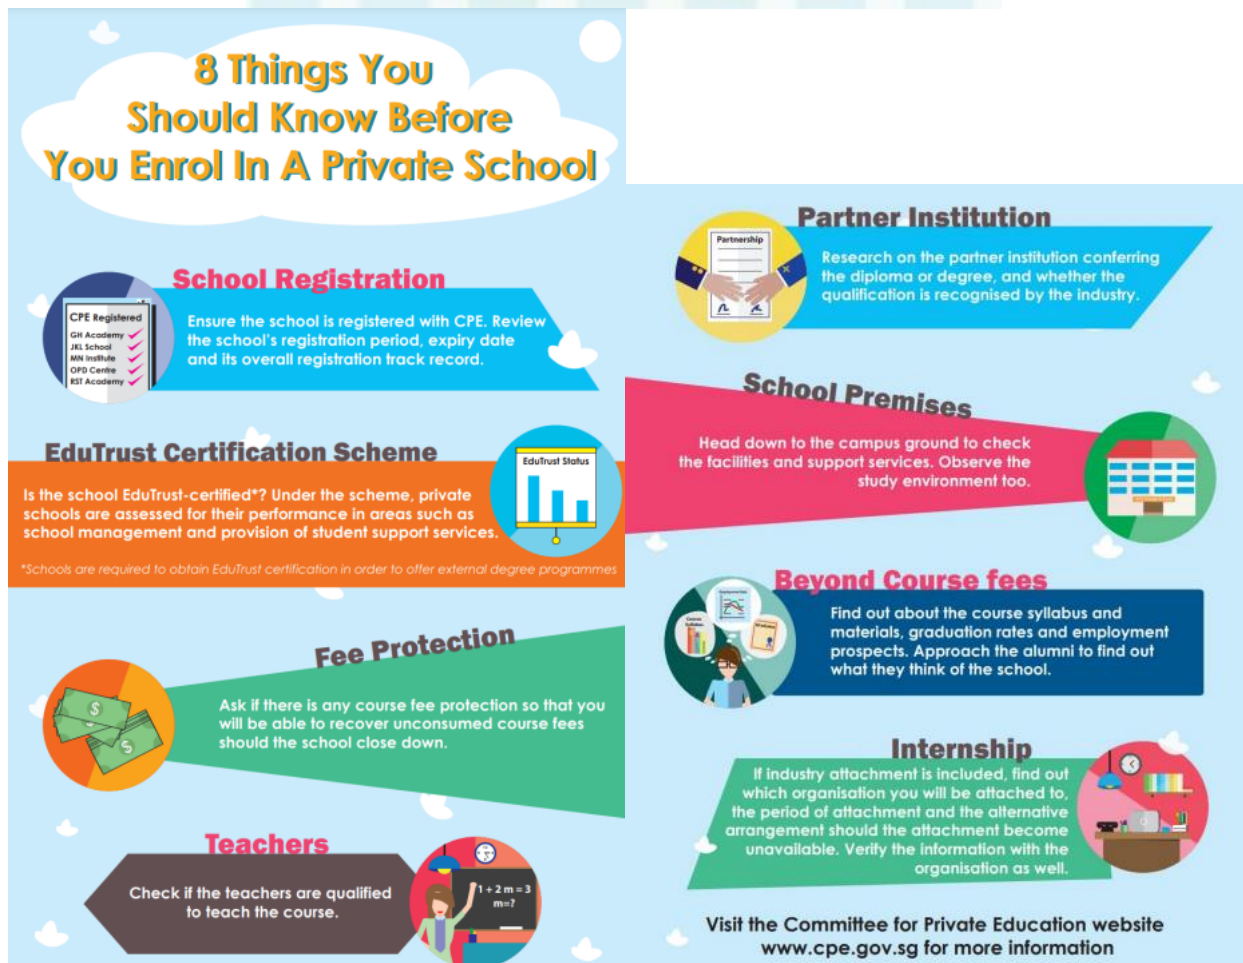 8 Things You
Should Know Before
You Enrol In A Private School
School Registration
CPE Registered
GH Academy
JKL School
MN Institute
OPD Centre
RST Academy
Ensure the school is registered with CPE. Review
the school's registration period, expiry date
and its overall registration track record.
EduTrust Certification Scheme
EduTrust Status
Is the school EduTrust-certified*? Under the scheme, private
schools are assessed for their performance in areas such as
school management and provision of student support services.
*Schools are required to obtain EduTrust certification in order to offer external degree programmes
Fee Protection
$
$
Ask if there is any course fee protection so that you
will be able to recover unconsumed course fees
should the school close down.
Teachers
Check if the teachers are qualified
to teach the course.
1 + 2 m = 3
m=?
Partner Institution
Partnership
Research on the partner institution conferring
the diploma or degree, and whether the
qualification is recognised by the industry.
School Premises
Head down to the campus ground to check
the facilities and support services. Observe the
study environment too.
Beyond Course fees
Course
Syllabus
Find out about the course syllabus and
materials, graduation rates and employment
prospects. Approach the alumni to find out
what they think of the school.
Internship
If industry attachment is included, find out
which organisation you will be attached to,
the period of attachment and the alternative
arrangement should the attachment become
unavailable. Verify the information with the
organisation as well.
Visit the Committee for Private Education website
www.cpe.gov.sg for more information